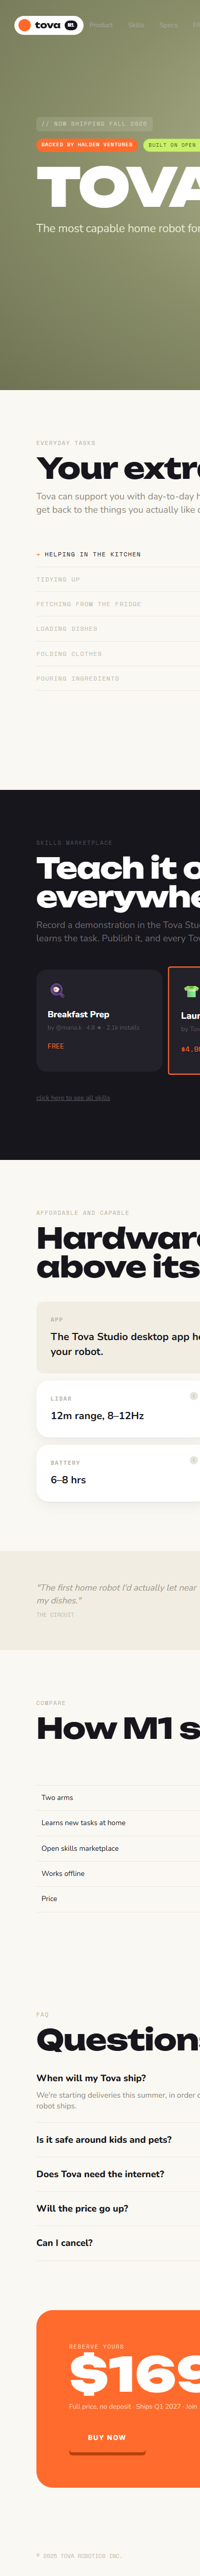 tova M1 Product Skills Specs
// NOW SHIPPING FALL 2026
BACKED BY HALDEN VENTURES BUILT ON OPEN
TOVA
The most capable home robot for
EVERYDAY TASKS
Your extr
Tova can support you with day-to-day h
get back to the things you actually like
→ HELPING IN THE KITCHEN
TIDYING UP
FETCHING FROM THE FRIDGE
LOADING DISHES
FOLDING CLOTHES
POURING INGREDIENTS
SKILLS MARKETPLACE
Teach it o
everywhe
Record a demonstration in the Tova Stu
learns the task. Publish it, and every Tov
Breakfast Prep
by @maria.k · 4.8 ★ · 2.1k installs
FREE
Laun
by Tov
$4.99
click here to see all skills
AFFORDABLE AND CAPABLE
Hardware
above its
APP
The Tova Studio desktop app he
your robot.
LIDAR
12m range, 8–12Hz
BATTERY
6–8 hrs
"The first home robot I'd actually let near
my dishes."
THE CIRCUIT
COMPARE
How M1 s
Two arms
Learns new tasks at home
Open skills marketplace
Works offline
Price
FAQ
Question
When will my Tova ship?
We're starting deliveries this summer, in order o
robot ships.
Is it safe around kids and pets?
Does Tova need the internet?
Will the price go up?
Can I cancel?
RESERVE YOURS
$169
Full price, no deposit · Ships Q1 2027 · Join
BUY NOW
TOVA ROBOTICS INC.